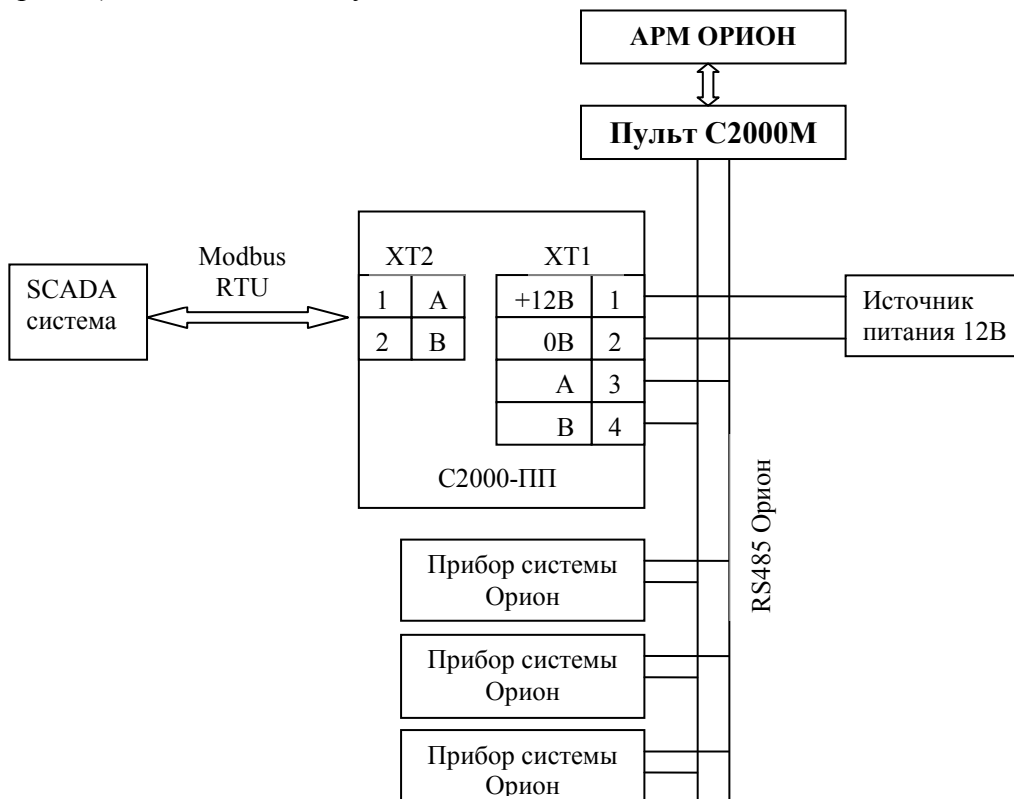 АРМ ОРИОН
Пульт С2000М
SCADA
система
Modbus
RTU
XT2
1 A
2 B
XT1
+12В 1
0В 2
A 3
B 4
С2000-ПП
Источник
питания 12В
RS485 Орион
Прибор системы
Орион
Прибор системы
Орион
Прибор системы
Орион